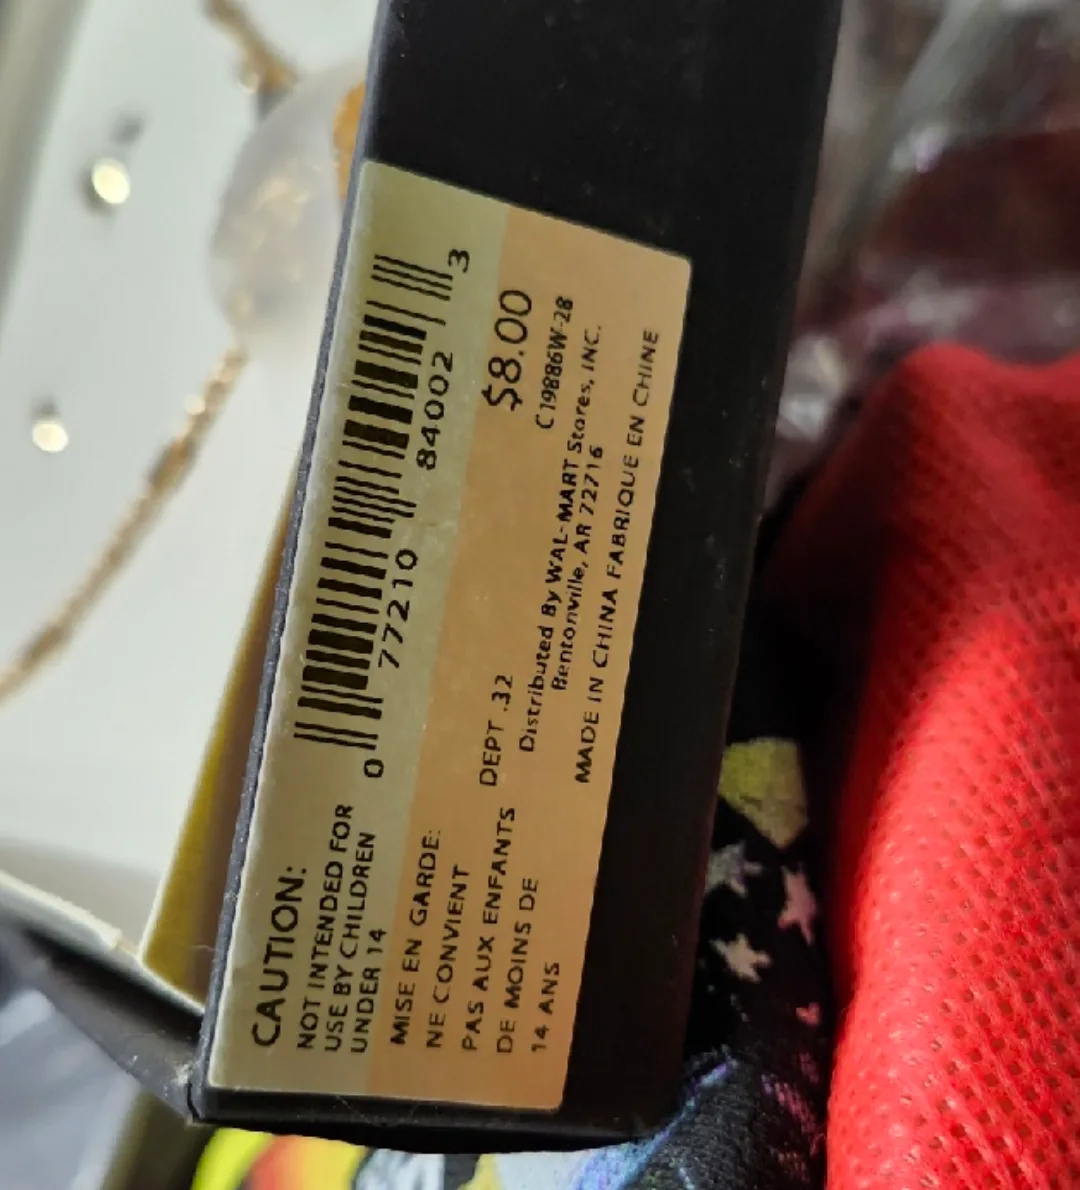 CAUTION:
NOT INTENDED FOR
USE BY CHILDREN
UNDER 14
MISE EN GARDE:
NE CONVIENT
PAS AUX ENFANTS
DE MOINS DE
14 ANS
0 77210 84002 3
$8.00
DEPT .32
C19886W-28
Distributed By WAL-MART Stores, INC.
Bentonville, AR 72716
MADE IN CHINA FABRIQUE EN CHINE